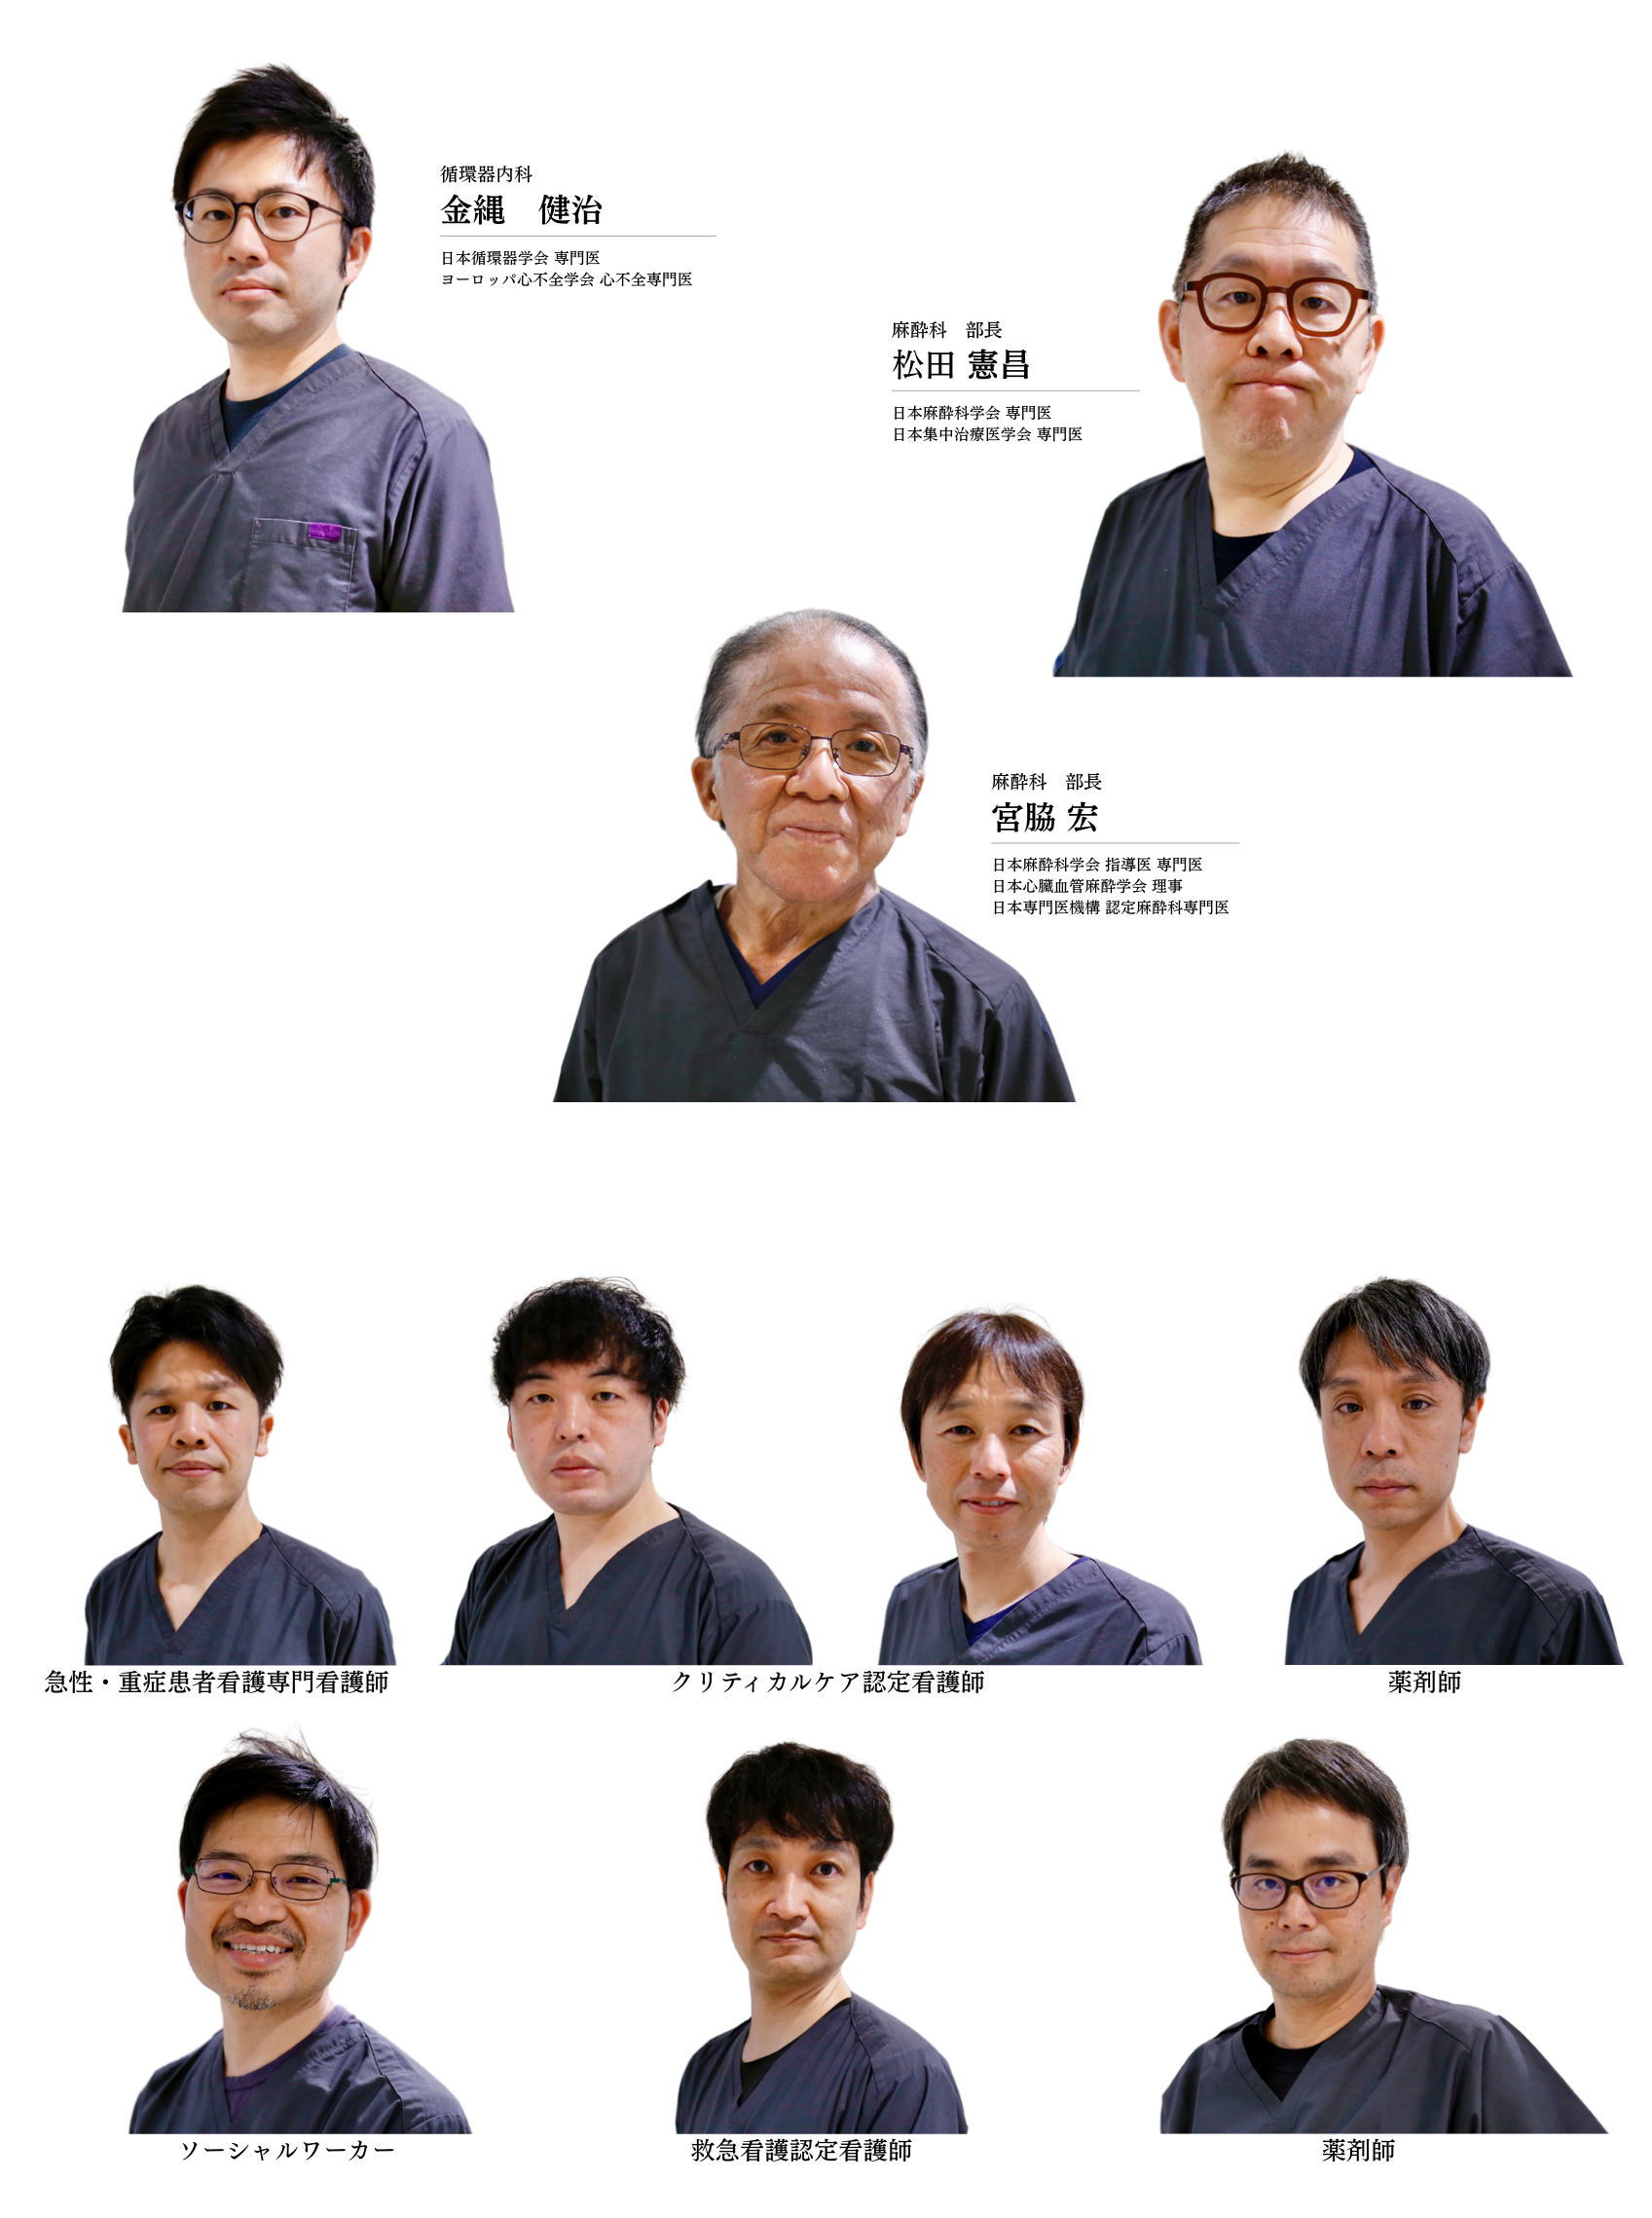 循環器内科
金縄　健治
日本循環器学会 専門医
ヨーロッパ心不全学会 心不全専門医
麻酔科　部長
松田 憲昌
日本麻酔科学会 専門医
日本集中治療医学会 専門医
麻酔科　部長
宮脇 宏
日本麻酔科学会 指導医 専門医
日本心臓血管麻酔学会 理事
日本専門医機構 認定麻酔科専門医
急性・重症患者看護専門看護師
クリティカルケア認定看護師
薬剤師
ソーシャルワーカー
救急看護認定看護師
薬剤師